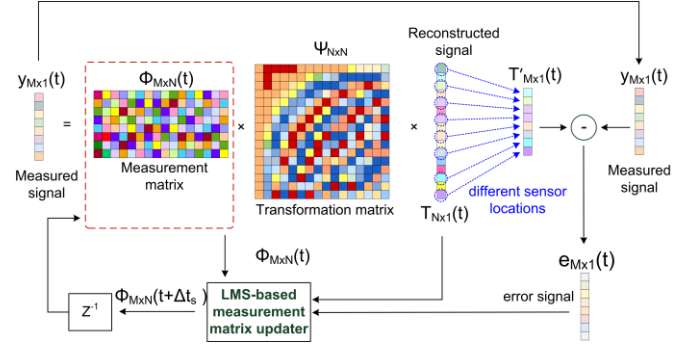 Ψ_NxN
Reconstructed
signal
y_Mx1(t)
Φ_MxN(t)
T′_Mx1(t)
y_Mx1(t)
=
×
×
-
Measured
signal
Measurement
matrix
Transformation matrix
T_Nx1(t)
different sensor
locations
Measured
signal
Φ_MxN(t)
e_Mx1(t)
Z⁻¹
Φ_MxN(t+Δt_s )
LMS-based
measurement
matrix updater
error signal